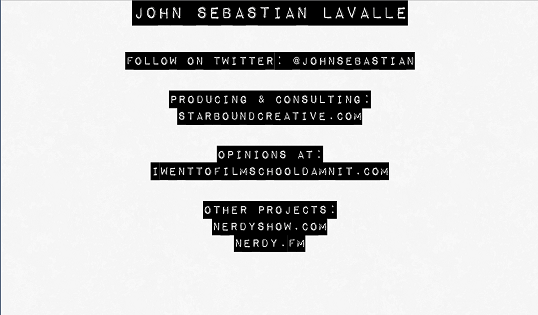 JOHN SEBASTIAN LAVALLE
FOLLOW ON TWITTER: @JOHNSEBASTIAN
PRODUCING & CONSULTING:
STARBOUNDCREATIVE.COM
OPINIONS AT:
IWENTTOFILMSCHOOLDAMNIT.COM
OTHER PROJECTS:
NERDYSHOW.COM
NERDY.FM